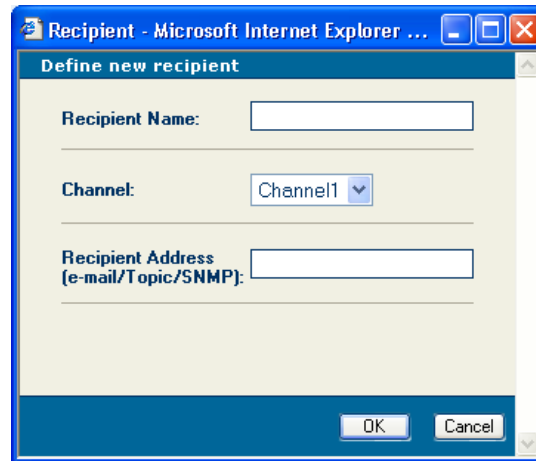 Recipient - Microsoft Internet Explorer ...
Define new recipient
Recipient Name:
Channel:
Channel1
Recipient Address
(e-mail/Topic/SNMP):
OK
Cancel